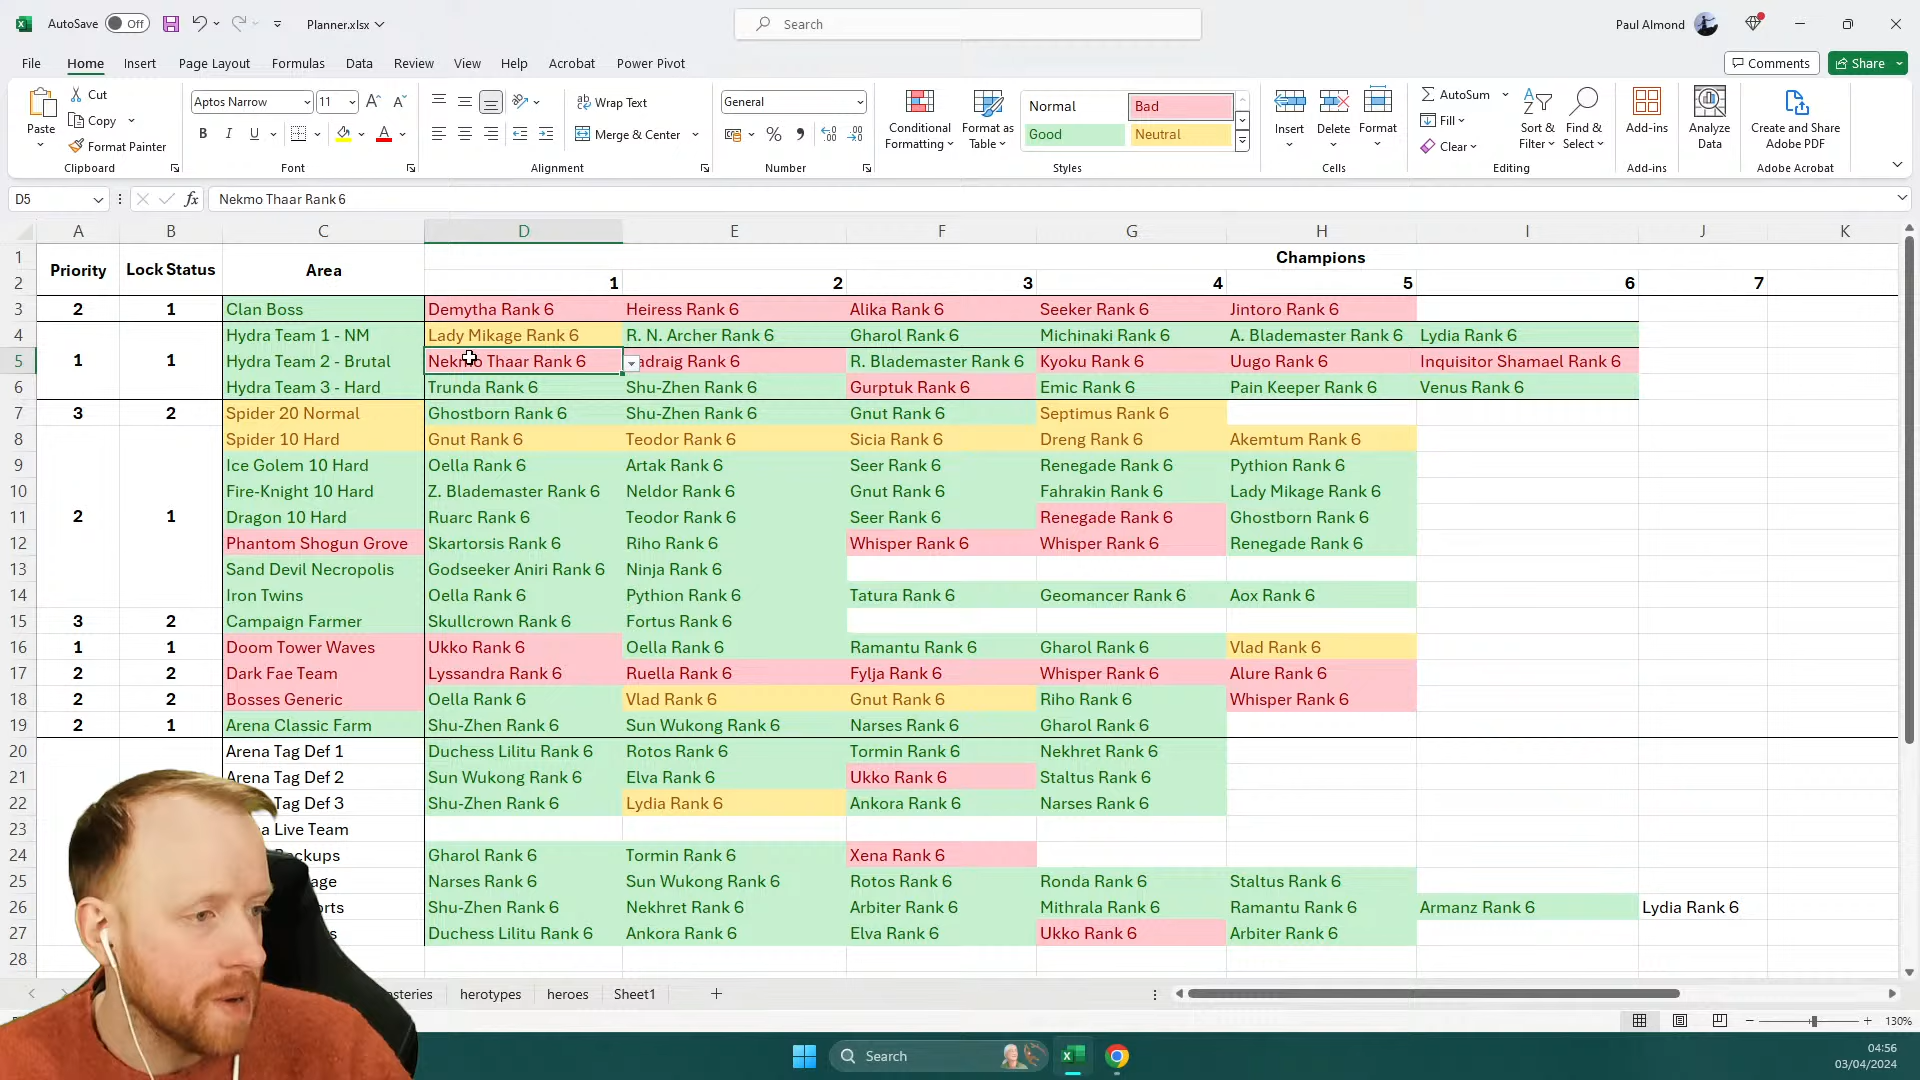 AutoSave Off Planner.xlsx Search Paul Almond
File Home Insert Page Layout Formulas Data Review View Help Acrobat Power Pivot Comments Share
Paste Cut Copy Format Painter Clipboard
Aptos Narrow 11 B I U Font
Wrap Text Merge & Center Alignment
General % Number
Conditional Formatting Format as Table Normal Bad Good Neutral Styles
Insert Delete Format Cells
AutoSum Fill Clear Sort & Filter Find & Select Editing
Add-ins Add-ins
Analyze Data
Create and Share Adobe PDF Adobe Acrobat
D5 fx Nekmo Thaar Rank 6
A B C D E F G H I J K
1 Priority Lock Status Area Champions
2 1 2 3 4 5 6 7
3 2 1 Clan Boss Demytha Rank 6 Heiress Rank 6 Alika Rank 6 Seeker Rank 6 Jintoro Rank 6
4 Hydra Team 1 - NM Lady Mikage Rank 6 R. N. Archer Rank 6 Gharol Rank 6 Michinaki Rank 6 A. Blademaster Rank 6 Lydia Rank 6
5 1 1 Hydra Team 2 - Brutal Nekmo Thaar Rank 6 adraig Rank 6 R. Blademaster Rank 6 Kyoku Rank 6 Uugo Rank 6 Inquisitor Shamael Rank 6
6 Hydra Team 3 - Hard Trunda Rank 6 Shu-Zhen Rank 6 Gurptuk Rank 6 Emic Rank 6 Pain Keeper Rank 6 Venus Rank 6
7 3 2 Spider 20 Normal Ghostborn Rank 6 Shu-Zhen Rank 6 Gnut Rank 6 Septimus Rank 6
8 Spider 10 Hard Gnut Rank 6 Teodor Rank 6 Sicia Rank 6 Dreng Rank 6 Akemtum Rank 6
9 Ice Golem 10 Hard Oella Rank 6 Artak Rank 6 Seer Rank 6 Renegade Rank 6 Pythion Rank 6
10 Fire-Knight 10 Hard Z. Blademaster Rank 6 Neldor Rank 6 Gnut Rank 6 Fahrakin Rank 6 Lady Mikage Rank 6
11 2 1 Dragon 10 Hard Ruarc Rank 6 Teodor Rank 6 Seer Rank 6 Renegade Rank 6 Ghostborn Rank 6
12 Phantom Shogun Grove Skartorsis Rank 6 Riho Rank 6 Whisper Rank 6 Whisper Rank 6 Renegade Rank 6
13 Sand Devil Necropolis Godseeker Aniri Rank 6 Ninja Rank 6
14 Iron Twins Oella Rank 6 Pythion Rank 6 Tatura Rank 6 Geomancer Rank 6 Aox Rank 6
15 3 2 Campaign Farmer Skullcrown Rank 6 Fortus Rank 6
16 1 1 Doom Tower Waves Ukko Rank 6 Oella Rank 6 Ramantu Rank 6 Gharol Rank 6 Vlad Rank 6
17 2 2 Dark Fae Team Lyssandra Rank 6 Ruella Rank 6 Fylja Rank 6 Whisper Rank 6 Alure Rank 6
18 2 2 Bosses Generic Oella Rank 6 Vlad Rank 6 Gnut Rank 6 Riho Rank 6 Whisper Rank 6
19 2 1 Arena Classic Farm Shu-Zhen Rank 6 Sun Wukong Rank 6 Narses Rank 6 Gharol Rank 6
20 Arena Tag Def 1 Duchess Lilitu Rank 6 Rotos Rank 6 Tormin Rank 6 Nekhret Rank 6
21 Arena Tag Def 2 Sun Wukong Rank 6 Elva Rank 6 Ukko Rank 6 Staltus Rank 6
22 Tag Def 3 Shu-Zhen Rank 6 Lydia Rank 6 Ankora Rank 6 Narses Rank 6
23 a Live Team
24 ackups Gharol Rank 6 Tormin Rank 6 Xena Rank 6
25 age Narses Rank 6 Sun Wukong Rank 6 Rotos Rank 6 Ronda Rank 6 Staltus Rank 6
26 orts Shu-Zhen Rank 6 Nekhret Rank 6 Arbiter Rank 6 Mithrala Rank 6 Ramantu Rank 6 Armanz Rank 6 Lydia Rank 6
27 s Duchess Lilitu Rank 6 Ankora Rank 6 Elva Rank 6 Ukko Rank 6 Arbiter Rank 6
28
steries herotypes heroes Sheet1
130%
Search
04:56
03/04/2024